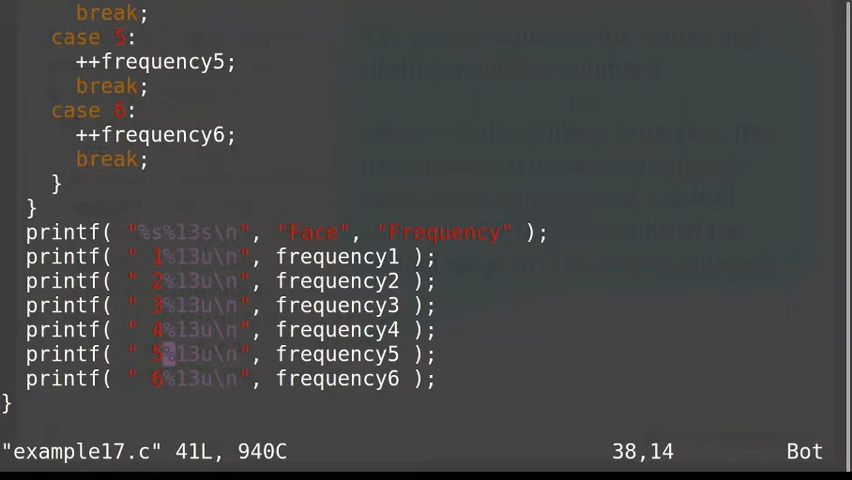 break;
case 5:
++frequency5;
break;
case 6:
++frequency6;
break;
}
}
printf( "%s%13s\n", "Face", "Frequency" );
printf( " 1%13u\n", frequency1 );
printf( " 2%13u\n", frequency2 );
printf( " 3%13u\n", frequency3 );
printf( " 4%13u\n", frequency4 );
printf( " 5%13u\n", frequency5 );
printf( " 6%13u\n", frequency6 );
}
"example17.c" 41L, 940C 38,14 Bot